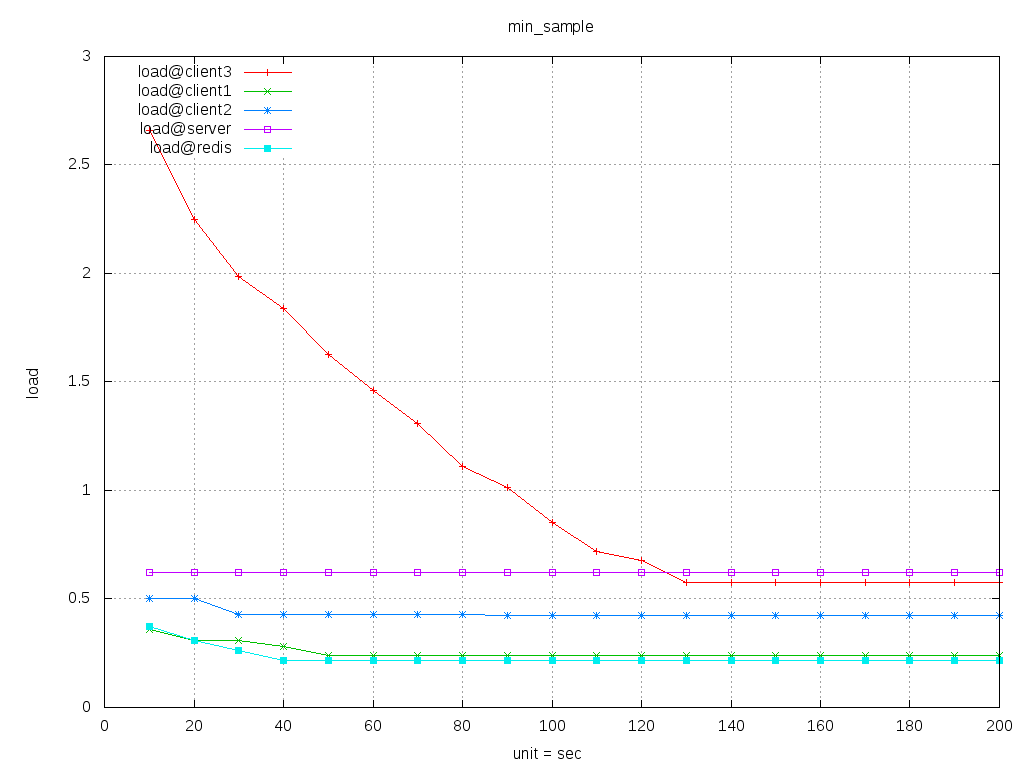 min_sample
load@client3
load@client1
load@client2
load@server
load@redis
3
2.5
2
1.5
1
0.5
0
load
0 20 40 60 80 100 120 140 160 180 200
unit = sec